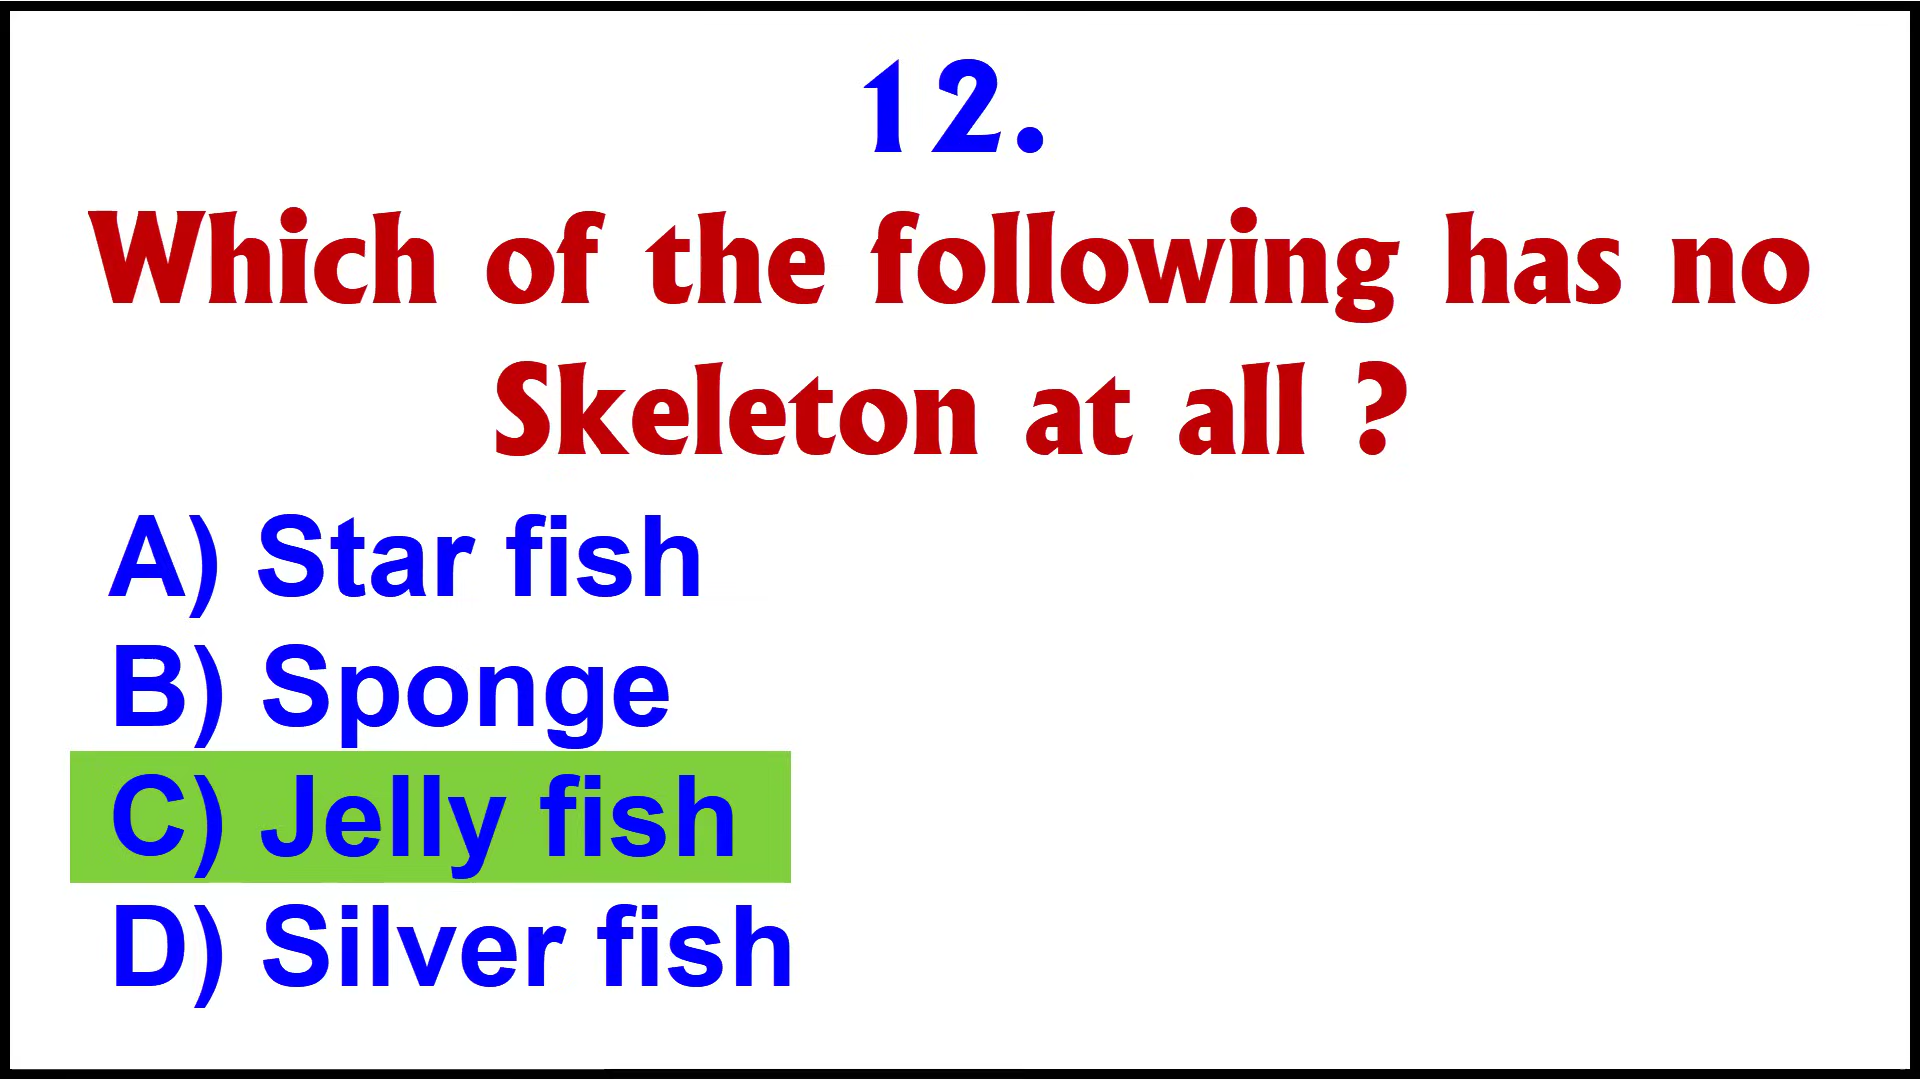 12.
Which of the following has no
Skeleton at all ?
A) Star fish
B) Sponge
C) Jelly fish
D) Silver fish